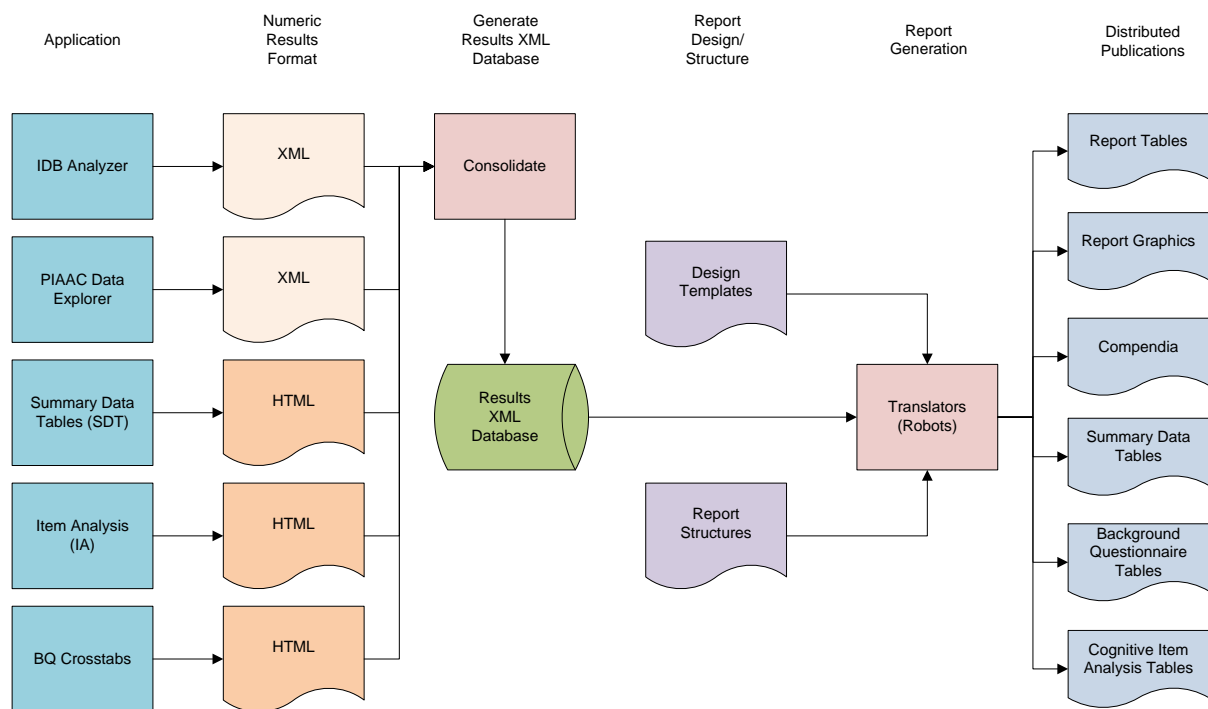 Application
Numeric
Results
Format
Generate
Results XML
Database
Report
Design/
Structure
Report
Generation
Distributed
Publications
IDB Analyzer
XML
Consolidate
Report Tables
PIAAC Data
Explorer
XML
Design
Templates
Report Graphics
Summary Data
Tables (SDT)
HTML
Results
XML
Database
Translators
(Robots)
Compendia
Summary Data
Tables
Item Analysis
(IA)
HTML
Report
Structures
Background
Questionnaire
Tables
BQ Crosstabs
HTML
Cognitive Item
Analysis Tables